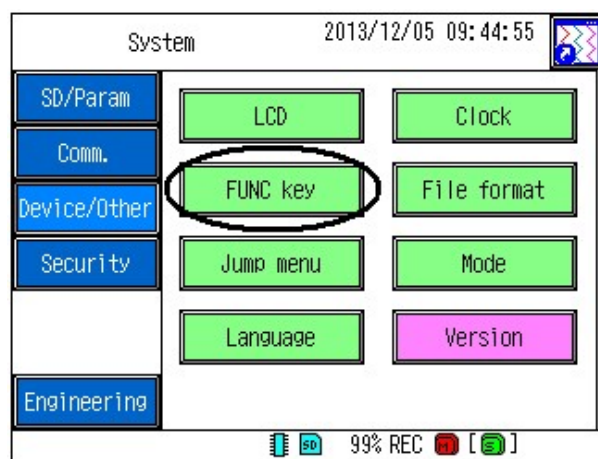 System 2013/12/05 09:44:55
SD/Param
Comm.
Device/Other
Security
Engineering
LCD Clock
FUNC key File format
Jump menu Mode
Language Version
SD 99% REC M [S]